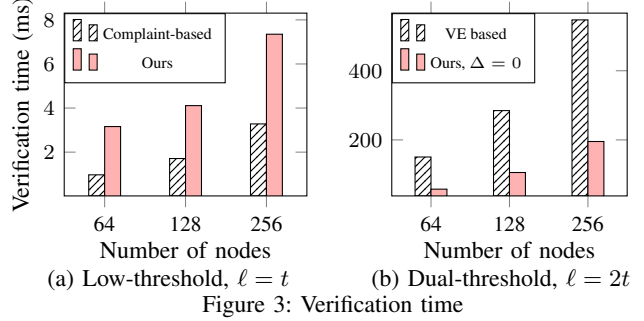 Verification time (ms)
8
6
4
2
Complaint-based
Ours
64 128 256
Number of nodes
(a) Low-threshold, ℓ = t
400
200
VE based
Ours, Δ = 0
64 128 256
Number of nodes
(b) Dual-threshold, ℓ = 2t
Figure 3: Verification time